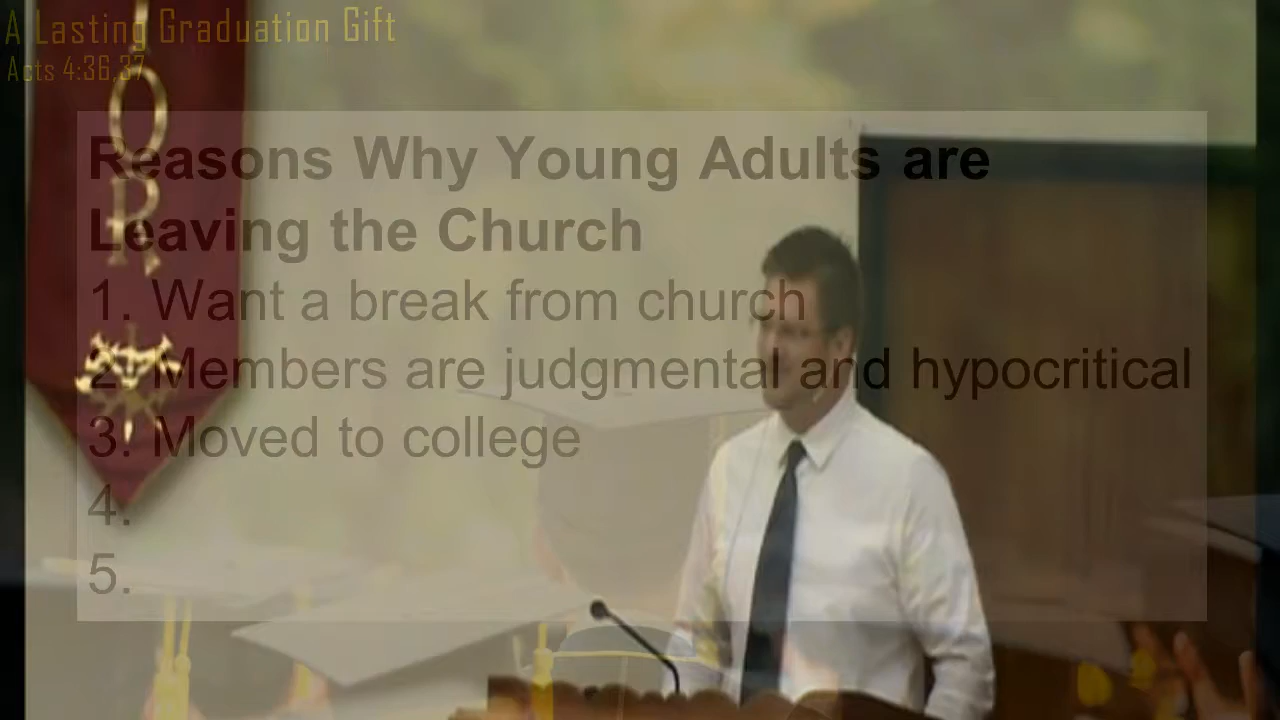 A Lasting Graduation Gift
Acts 4:36,37
I
O
R
Reasons Why Young Adults are
Leaving the Church
1. Want a break from church
2. Members are judgmental and hypocritical
3. Moved to college
4.
5.